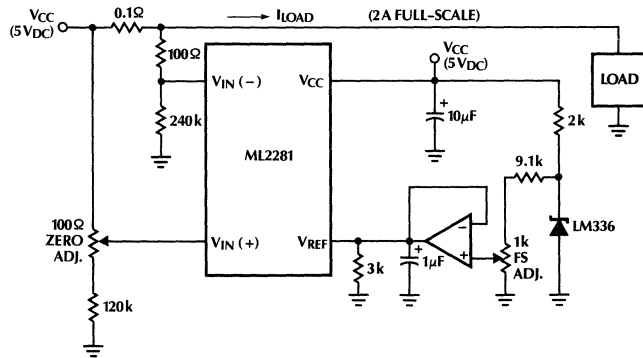 VCC
(5VDC)
0.1Ω
ILOAD
(2A FULL–SCALE)
100Ω
VIN (–)
VCC
VCC
(5VDC)
LOAD
+
10μF
2k
240k
ML2281
9.1k
100Ω
ZERO
ADJ.
VIN (+)
VREF
3k
+
1μF
–
+
1k
FS
ADJ.
LM336
120k